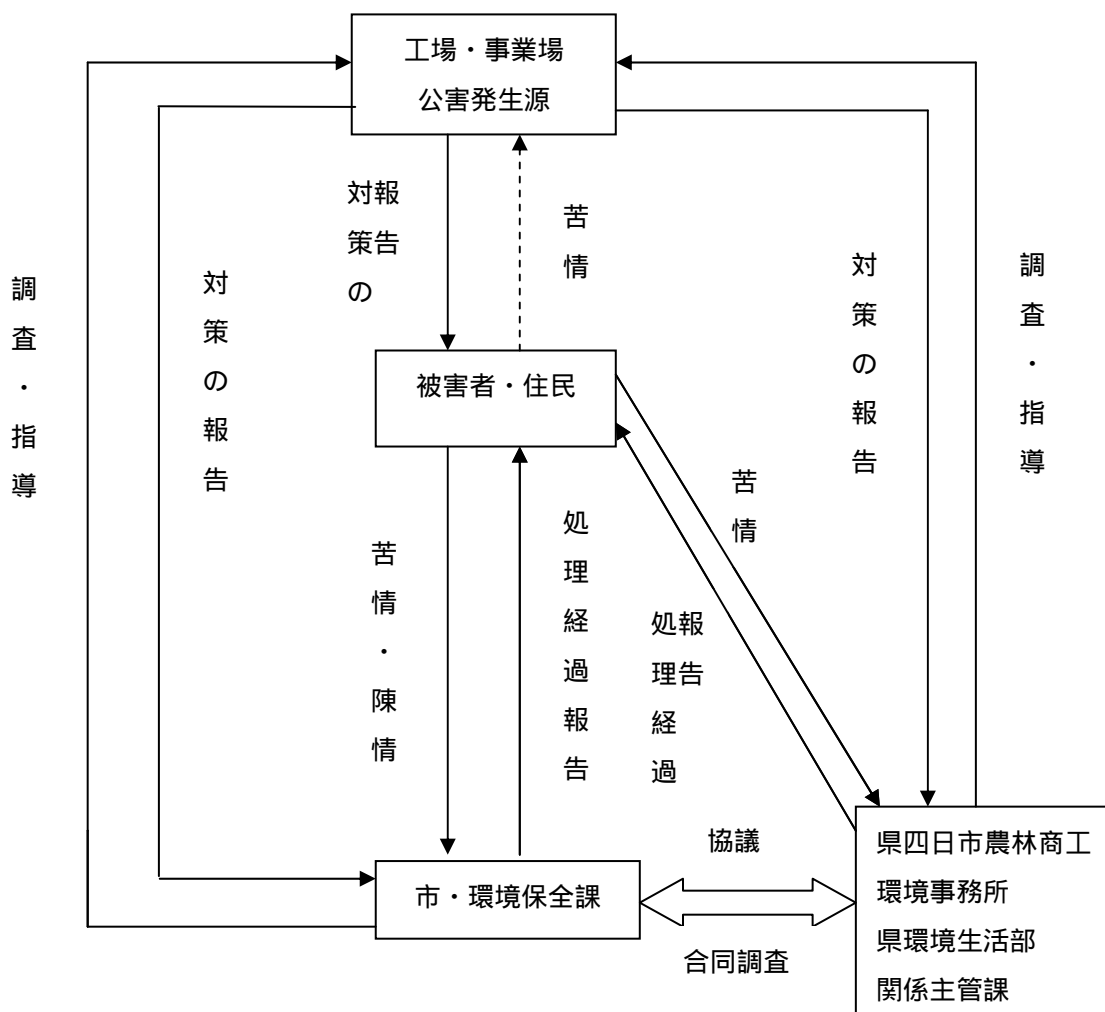 工場・事業場
公害発生源
対策の報告
苦情
調査・指導
対策の報告
対策の報告
調査・指導
被害者・住民
苦情
苦情・陳情
処理経過報告
処理経過報告
協議
市・環境保全課
合同調査
県四日市農林商工
環境事務所
県環境生活部
関係主管課